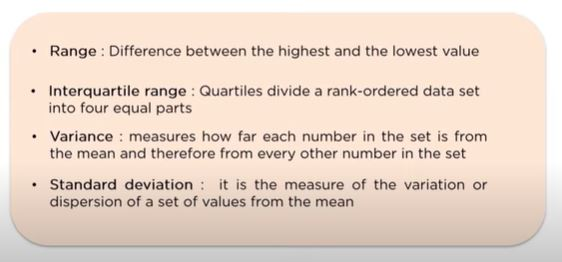 • Range : Difference between the highest and the lowest value
• Interquartile range : Quartiles divide a rank-ordered data set
into four equal parts
• Variance : measures how far each number in the set is from
the mean and therefore from every other number in the set
• Standard deviation : it is the measure of the variation or
dispersion of a set of values from the mean